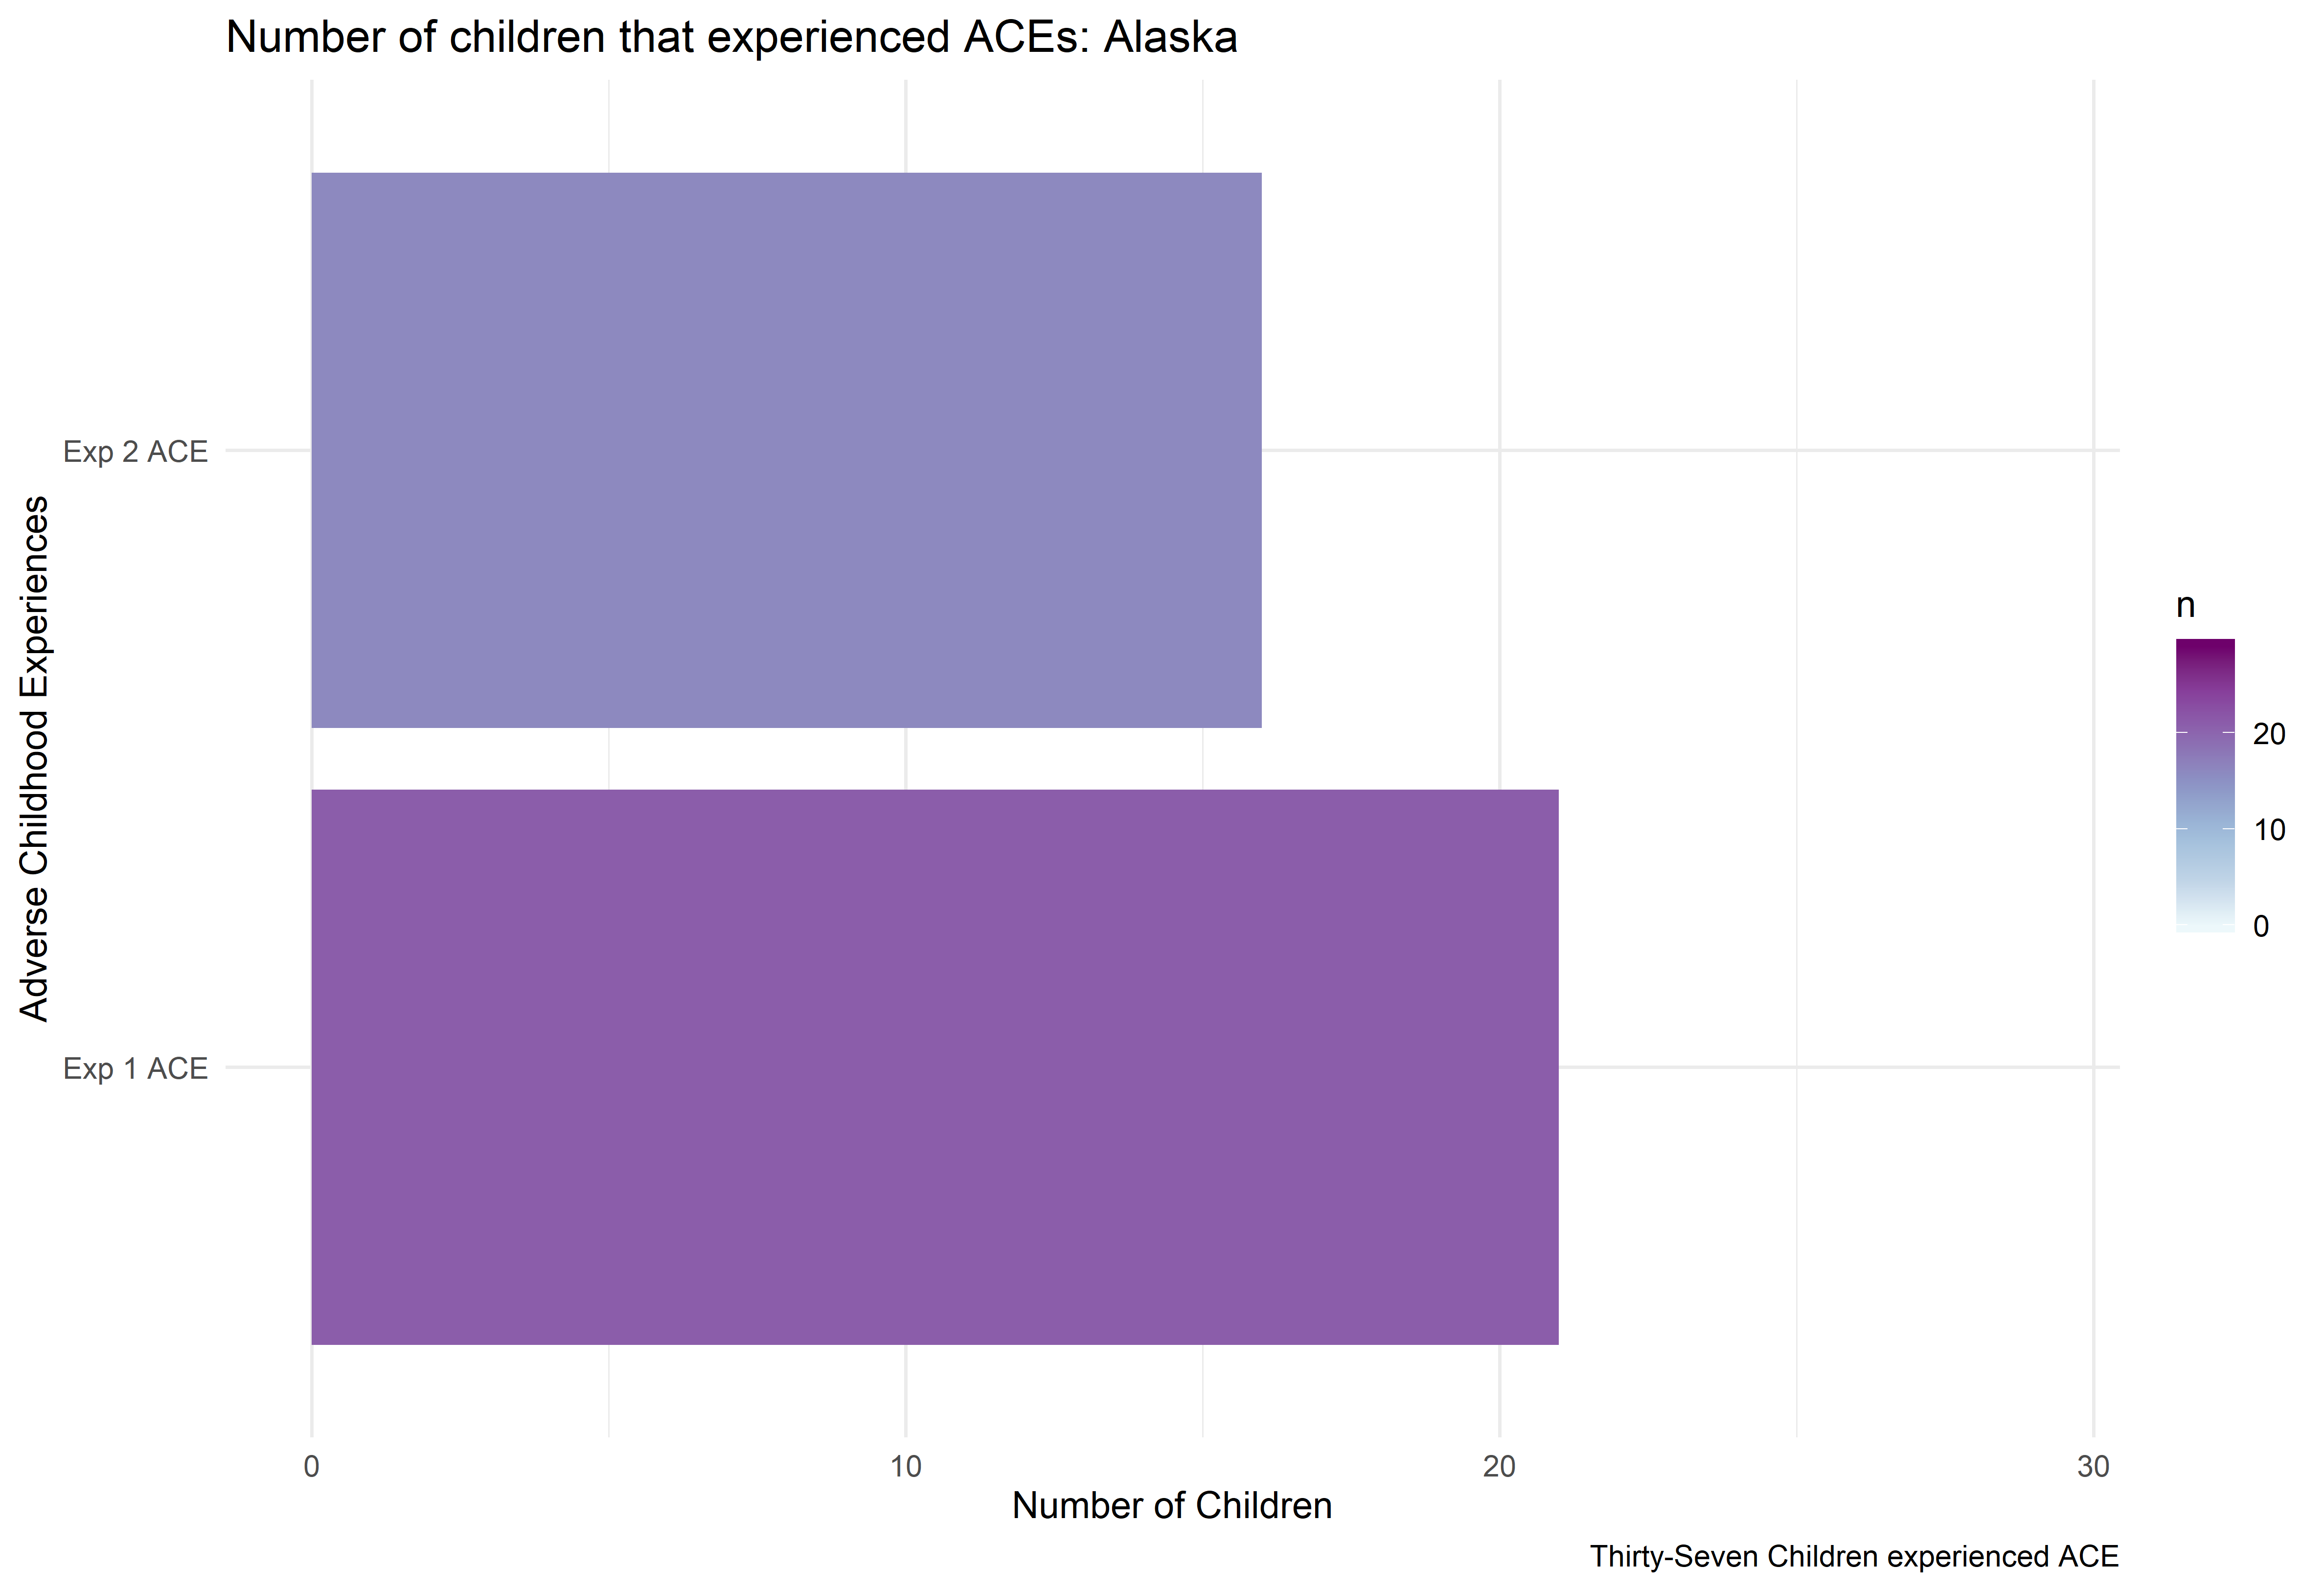 Number of children that experienced ACEs: Alaska
Adverse Childhood Experiences
Exp 2 ACE
Exp 1 ACE
0
10
20
30
Number of Children
n
20
10
0
Thirty-Seven Children experienced ACE